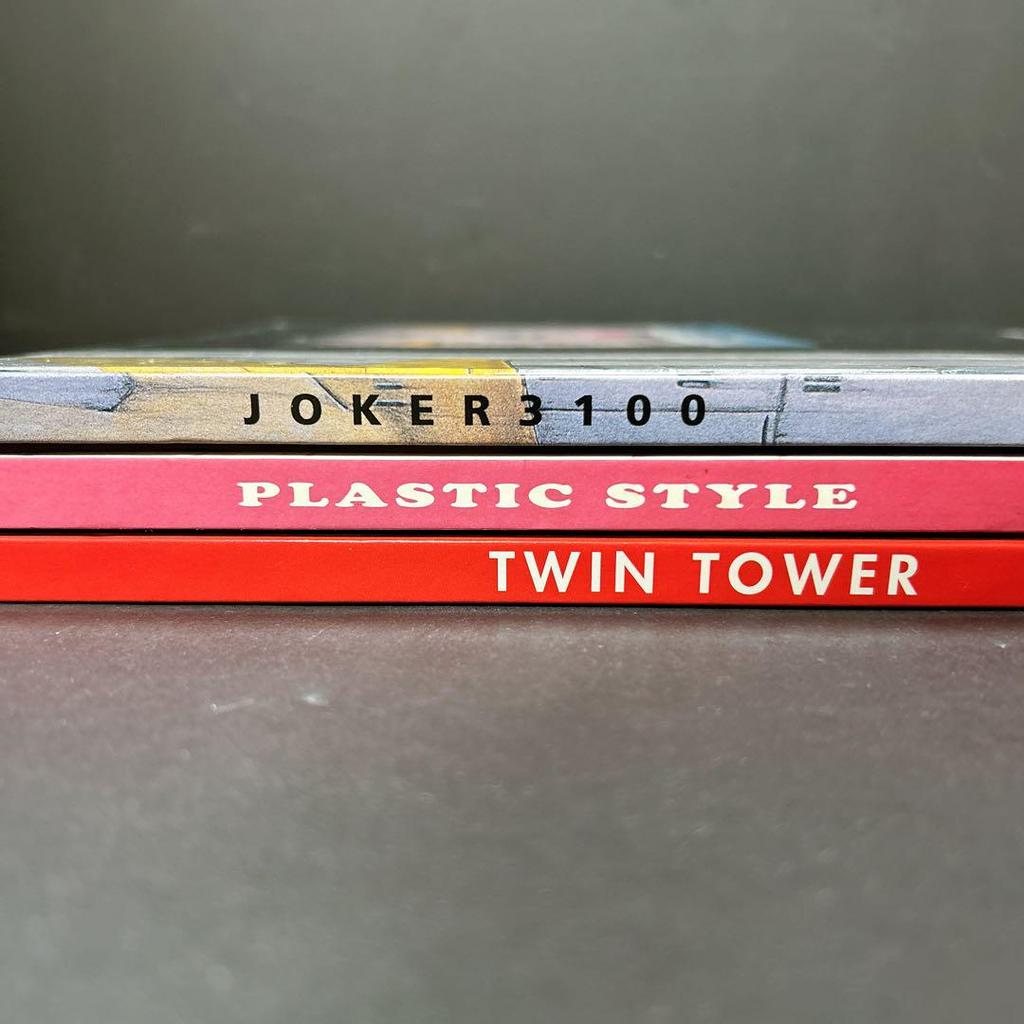 JOKER3100
PLASTIC STYLE
TWIN TOWER